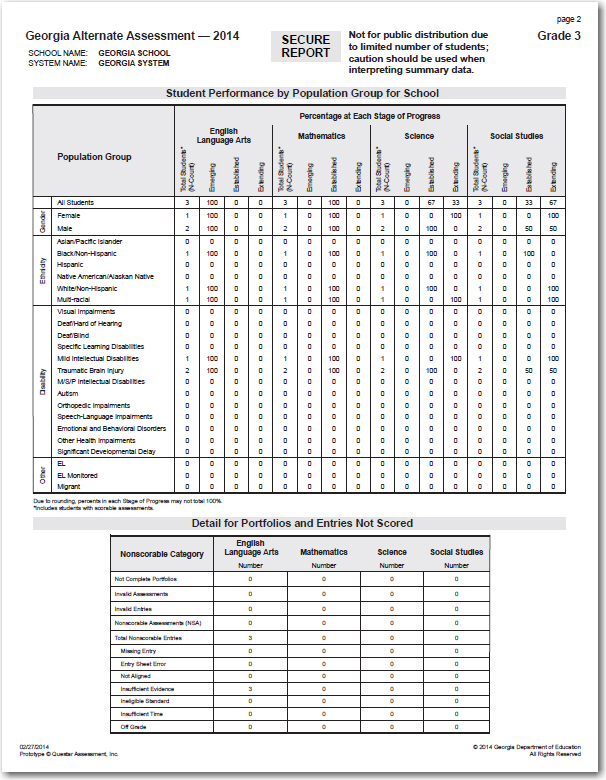 page 2
Georgia Alternate Assessment — 2014
SCHOOL NAME: GEORGIA SCHOOL
SYSTEM NAME: GEORGIA SYSTEM
SECURE
REPORT
Not for public distribution due
to limited number of students;
caution should be used when
interpreting summary data.
Grade 3
Student Performance by Population Group for School
Population Group
Percentage at Each Stage of Progress
English
Language Arts Mathematics Science Social Studies
Total Students* (N-Count) Emerging Established Extending Total Students* (N-Count) Emerging Established Extending Total Students* (N-Count) Emerging Established Extending Total Students* (N-Count) Emerging Established Extending
All Students 3 100 0 0 3 0 100 0 3 0 67 33 3 0 33 67
Gender
Female 1 100 0 0 1 0 100 0 1 0 0 100 1 0 0 100
Male 2 100 0 0 2 0 100 0 2 0 100 0 2 0 50 50
Ethnicity
Asian/Pacific Islander 0 0 0 0 0 0 0 0 0 0 0 0 0 0 0 0
Black/Non-Hispanic 1 100 0 0 1 0 100 0 1 0 100 0 1 0 100 0
Hispanic 0 0 0 0 0 0 0 0 0 0 0 0 0 0 0 0
Native American/Alaskan Native 0 0 0 0 0 0 0 0 0 0 0 0 0 0 0 0
White/Non-Hispanic 1 100 0 0 1 0 100 0 1 0 100 0 1 0 0 100
Multi-racial 1 100 0 0 1 0 100 0 1 0 0 100 1 0 0 100
Disability
Visual Impairments 0 0 0 0 0 0 0 0 0 0 0 0 0 0 0 0
Deaf/Hard of Hearing 0 0 0 0 0 0 0 0 0 0 0 0 0 0 0 0
Deaf/Blind 0 0 0 0 0 0 0 0 0 0 0 0 0 0 0 0
Specific Learning Disabilities 0 0 0 0 0 0 0 0 0 0 0 0 0 0 0 0
Mild Intellectual Disabilities 1 100 0 0 1 0 100 0 1 0 0 100 1 0 0 100
Traumatic Brain Injury 2 100 0 0 2 0 100 0 2 0 100 0 2 0 50 50
M/S/P Intellectual Disabilities 0 0 0 0 0 0 0 0 0 0 0 0 0 0 0 0
Autism 0 0 0 0 0 0 0 0 0 0 0 0 0 0 0 0
Orthopedic Impairments 0 0 0 0 0 0 0 0 0 0 0 0 0 0 0 0
Speech-Language Impairments 0 0 0 0 0 0 0 0 0 0 0 0 0 0 0 0
Emotional and Behavioral Disorders 0 0 0 0 0 0 0 0 0 0 0 0 0 0 0 0
Other Health Impairments 0 0 0 0 0 0 0 0 0 0 0 0 0 0 0 0
Significant Developmental Delay 0 0 0 0 0 0 0 0 0 0 0 0 0 0 0 0
Other
EL 0 0 0 0 0 0 0 0 0 0 0 0 0 0 0 0
EL Monitored 0 0 0 0 0 0 0 0 0 0 0 0 0 0 0 0
Migrant 0 0 0 0 0 0 0 0 0 0 0 0 0 0 0 0
Due to rounding, percents in each Stage of Progress may not total 100%.
*Includes students with scorable assessments.
Detail for Portfolios and Entries Not Scored
English
Nonscorable Category Language Arts Mathematics Science Social Studies
Number Number Number Number
Not Complete Portfolios 0 0 0 0
Invalid Assessments 0 0 0 0
Invalid Entries 0 0 0 0
Nonscorable Assessments (NSA) 0 0 0 0
Total Nonscorable Entries 3 0 0 0
Missing Entry 0 0 0 0
Entry Sheet Error 0 0 0 0
Not Aligned 0 0 0 0
Insufficient Evidence 3 0 0 0
Ineligible Standard 0 0 0 0
Insufficient Time 0 0 0 0
Off Grade 0 0 0 0
02/27/2014
Prototype © Questar Assessment, Inc.
© 2014 Georgia Department of Education
All Rights Reserved